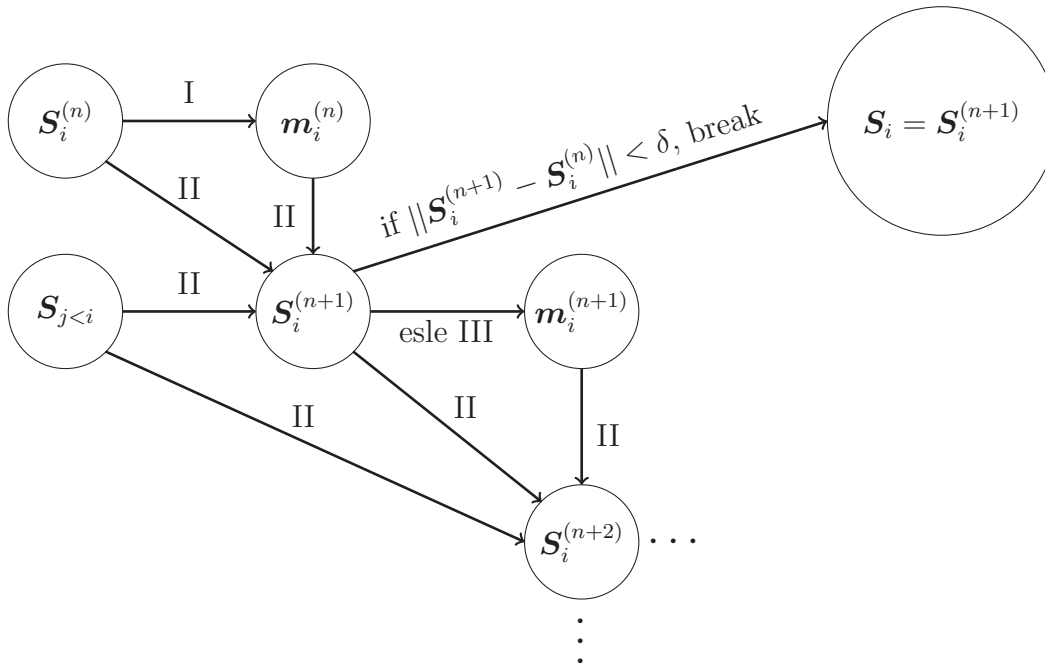 S_i^{(n)}
I
m_i^{(n)}
S_i = S_i^{(n+1)}
if ||S_i^{(n+1)} − S_i^{(n)}|| < δ, break
II
II
S_{j<i}
II
S_i^{(n+1)}
esle III
m_i^{(n+1)}
II
II
II
S_i^{(n+2)}
· · ·
⋮